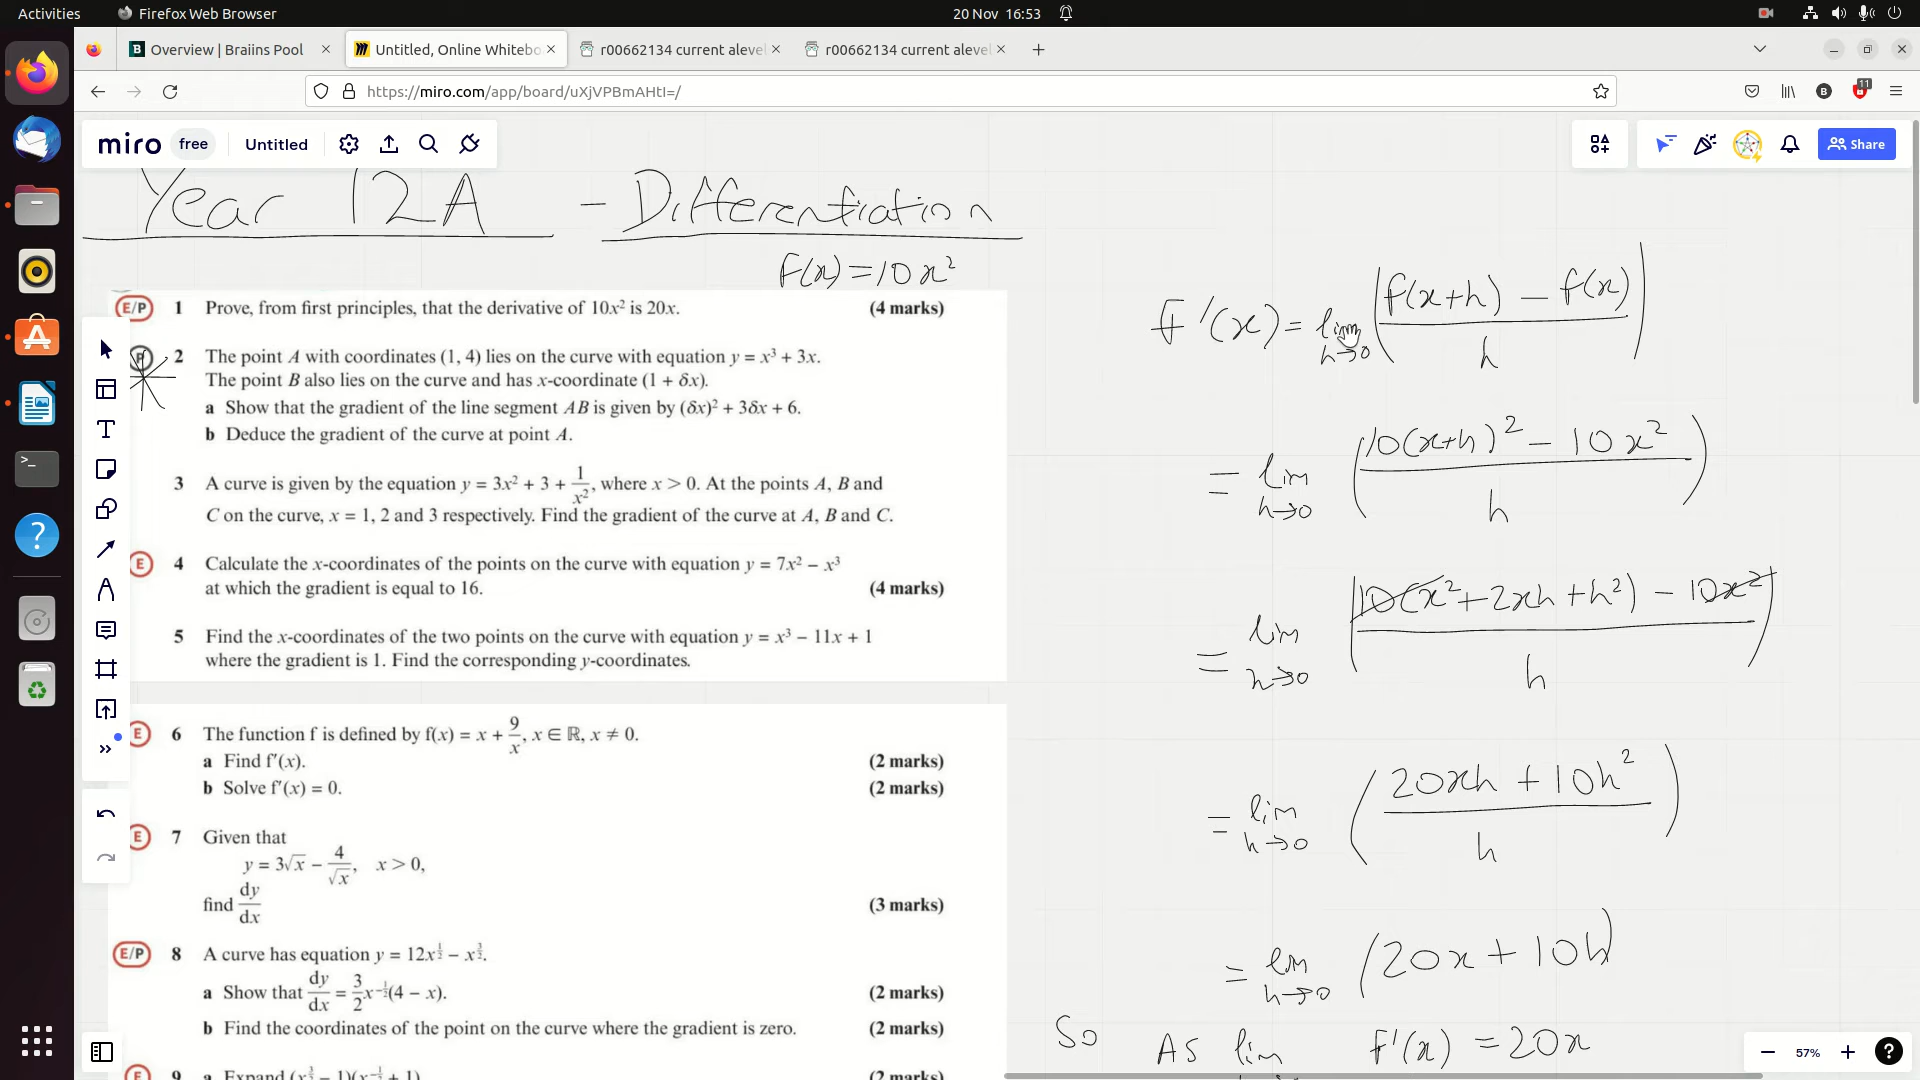 Activities Firefox Web Browser 20 Nov 16:53
Overview | Braiins Pool Untitled, Online Whitebo r00662134 current alevel r00662134 current alevel
https://miro.com/app/board/uXjVPBmAHtI=/ 11
miro free Untitled Share
Year 12A - Differentiation
f(x) = 10x²
E/P 1 Prove, from first principles, that the derivative of 10x² is 20x. (4 marks)
P 2 The point A with coordinates (1, 4) lies on the curve with equation y = x³ + 3x.
The point B also lies on the curve and has x-coordinate (1 + δx).
a Show that the gradient of the line segment AB is given by (δx)² + 3δx + 6.
b Deduce the gradient of the curve at point A.
3 A curve is given by the equation y = 3x² + 3 + 1/x², where x > 0. At the points A, B and
C on the curve, x = 1, 2 and 3 respectively. Find the gradient of the curve at A, B and C.
E 4 Calculate the x-coordinates of the points on the curve with equation y = 7x² − x³
at which the gradient is equal to 16. (4 marks)
5 Find the x-coordinates of the two points on the curve with equation y = x³ − 11x + 1
where the gradient is 1. Find the corresponding y-coordinates.
E 6 The function f is defined by f(x) = x + 9/x, x ∈ ℝ, x ≠ 0.
a Find f′(x). (2 marks)
b Solve f′(x) = 0. (2 marks)
E 7 Given that
y = 3√x − 4/√x, x > 0,
find dy/dx (3 marks)
E/P 8 A curve has equation y = 12x^½ − x^(3/2).
a Show that dy/dx = 3/2 x^(−½)(4 − x). (2 marks)
b Find the coordinates of the point on the curve where the gradient is zero. (2 marks)
E 9 a Expand (x^(3/2) − 1)(x^(−½) + 1) (2 marks)
f′(x) = lim h→0 (f(x+h) − f(x) / h)
= lim h→0 (10(x+h)² − 10x² / h)
= lim h→0 (10(x² + 2xh + h²) − 10x² / h)
= lim h→0 (20xh + 10h² / h)
= lim h→0 (20x + 10h)
So As lim f′(x) = 20x
57%